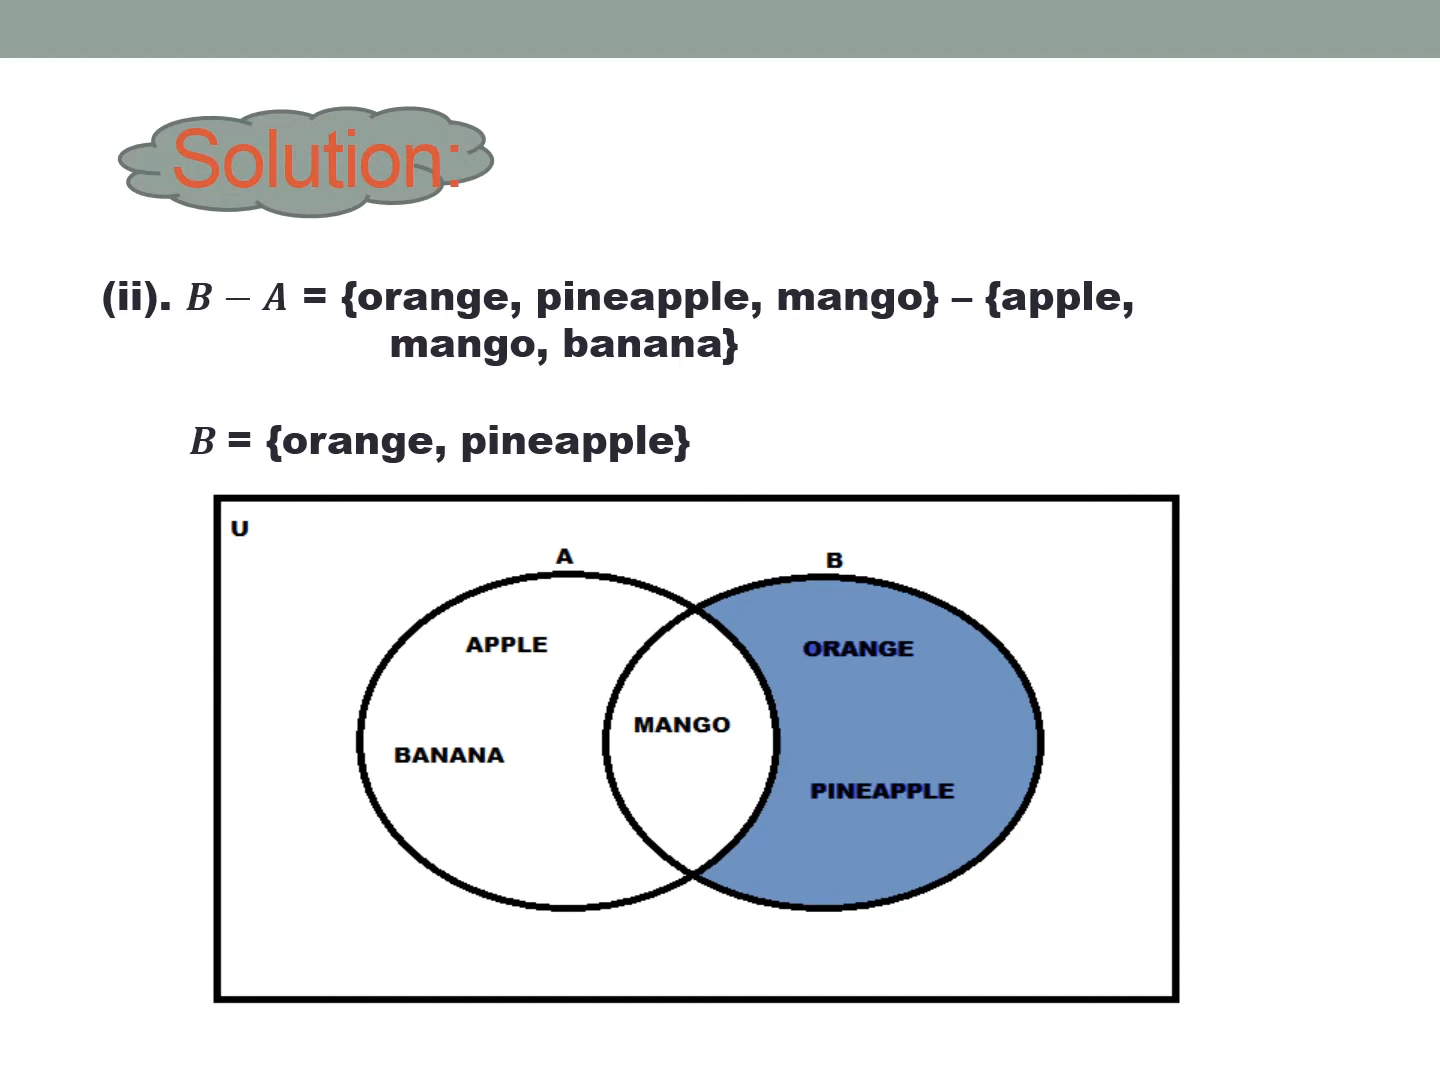 Solution:
(ii). B − A = {orange, pineapple, mango} – {apple,
mango, banana}
B = {orange, pineapple}
U
A
B
APPLE
ORANGE
MANGO
BANANA
PINEAPPLE